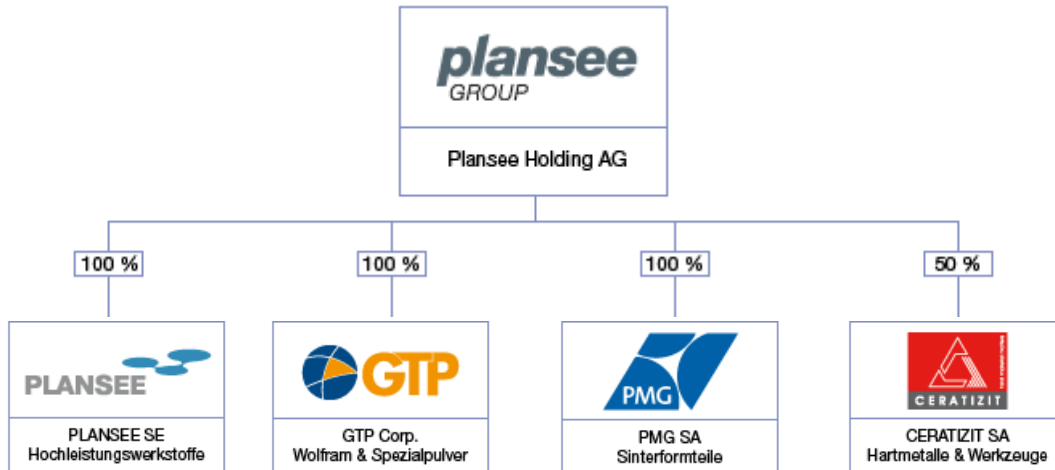 plansee
GROUP
Plansee Holding AG
100 %
100 %
100 %
50 %
PLANSEE
GTP
PMG
CERATIZIT
PLANSEE SE
Hochleistungswerkstoffe
GTP Corp.
Wolfram & Spezialpulver
PMG SA
Sinterformteile
CERATIZIT SA
Hartmetalle & Werkzeuge